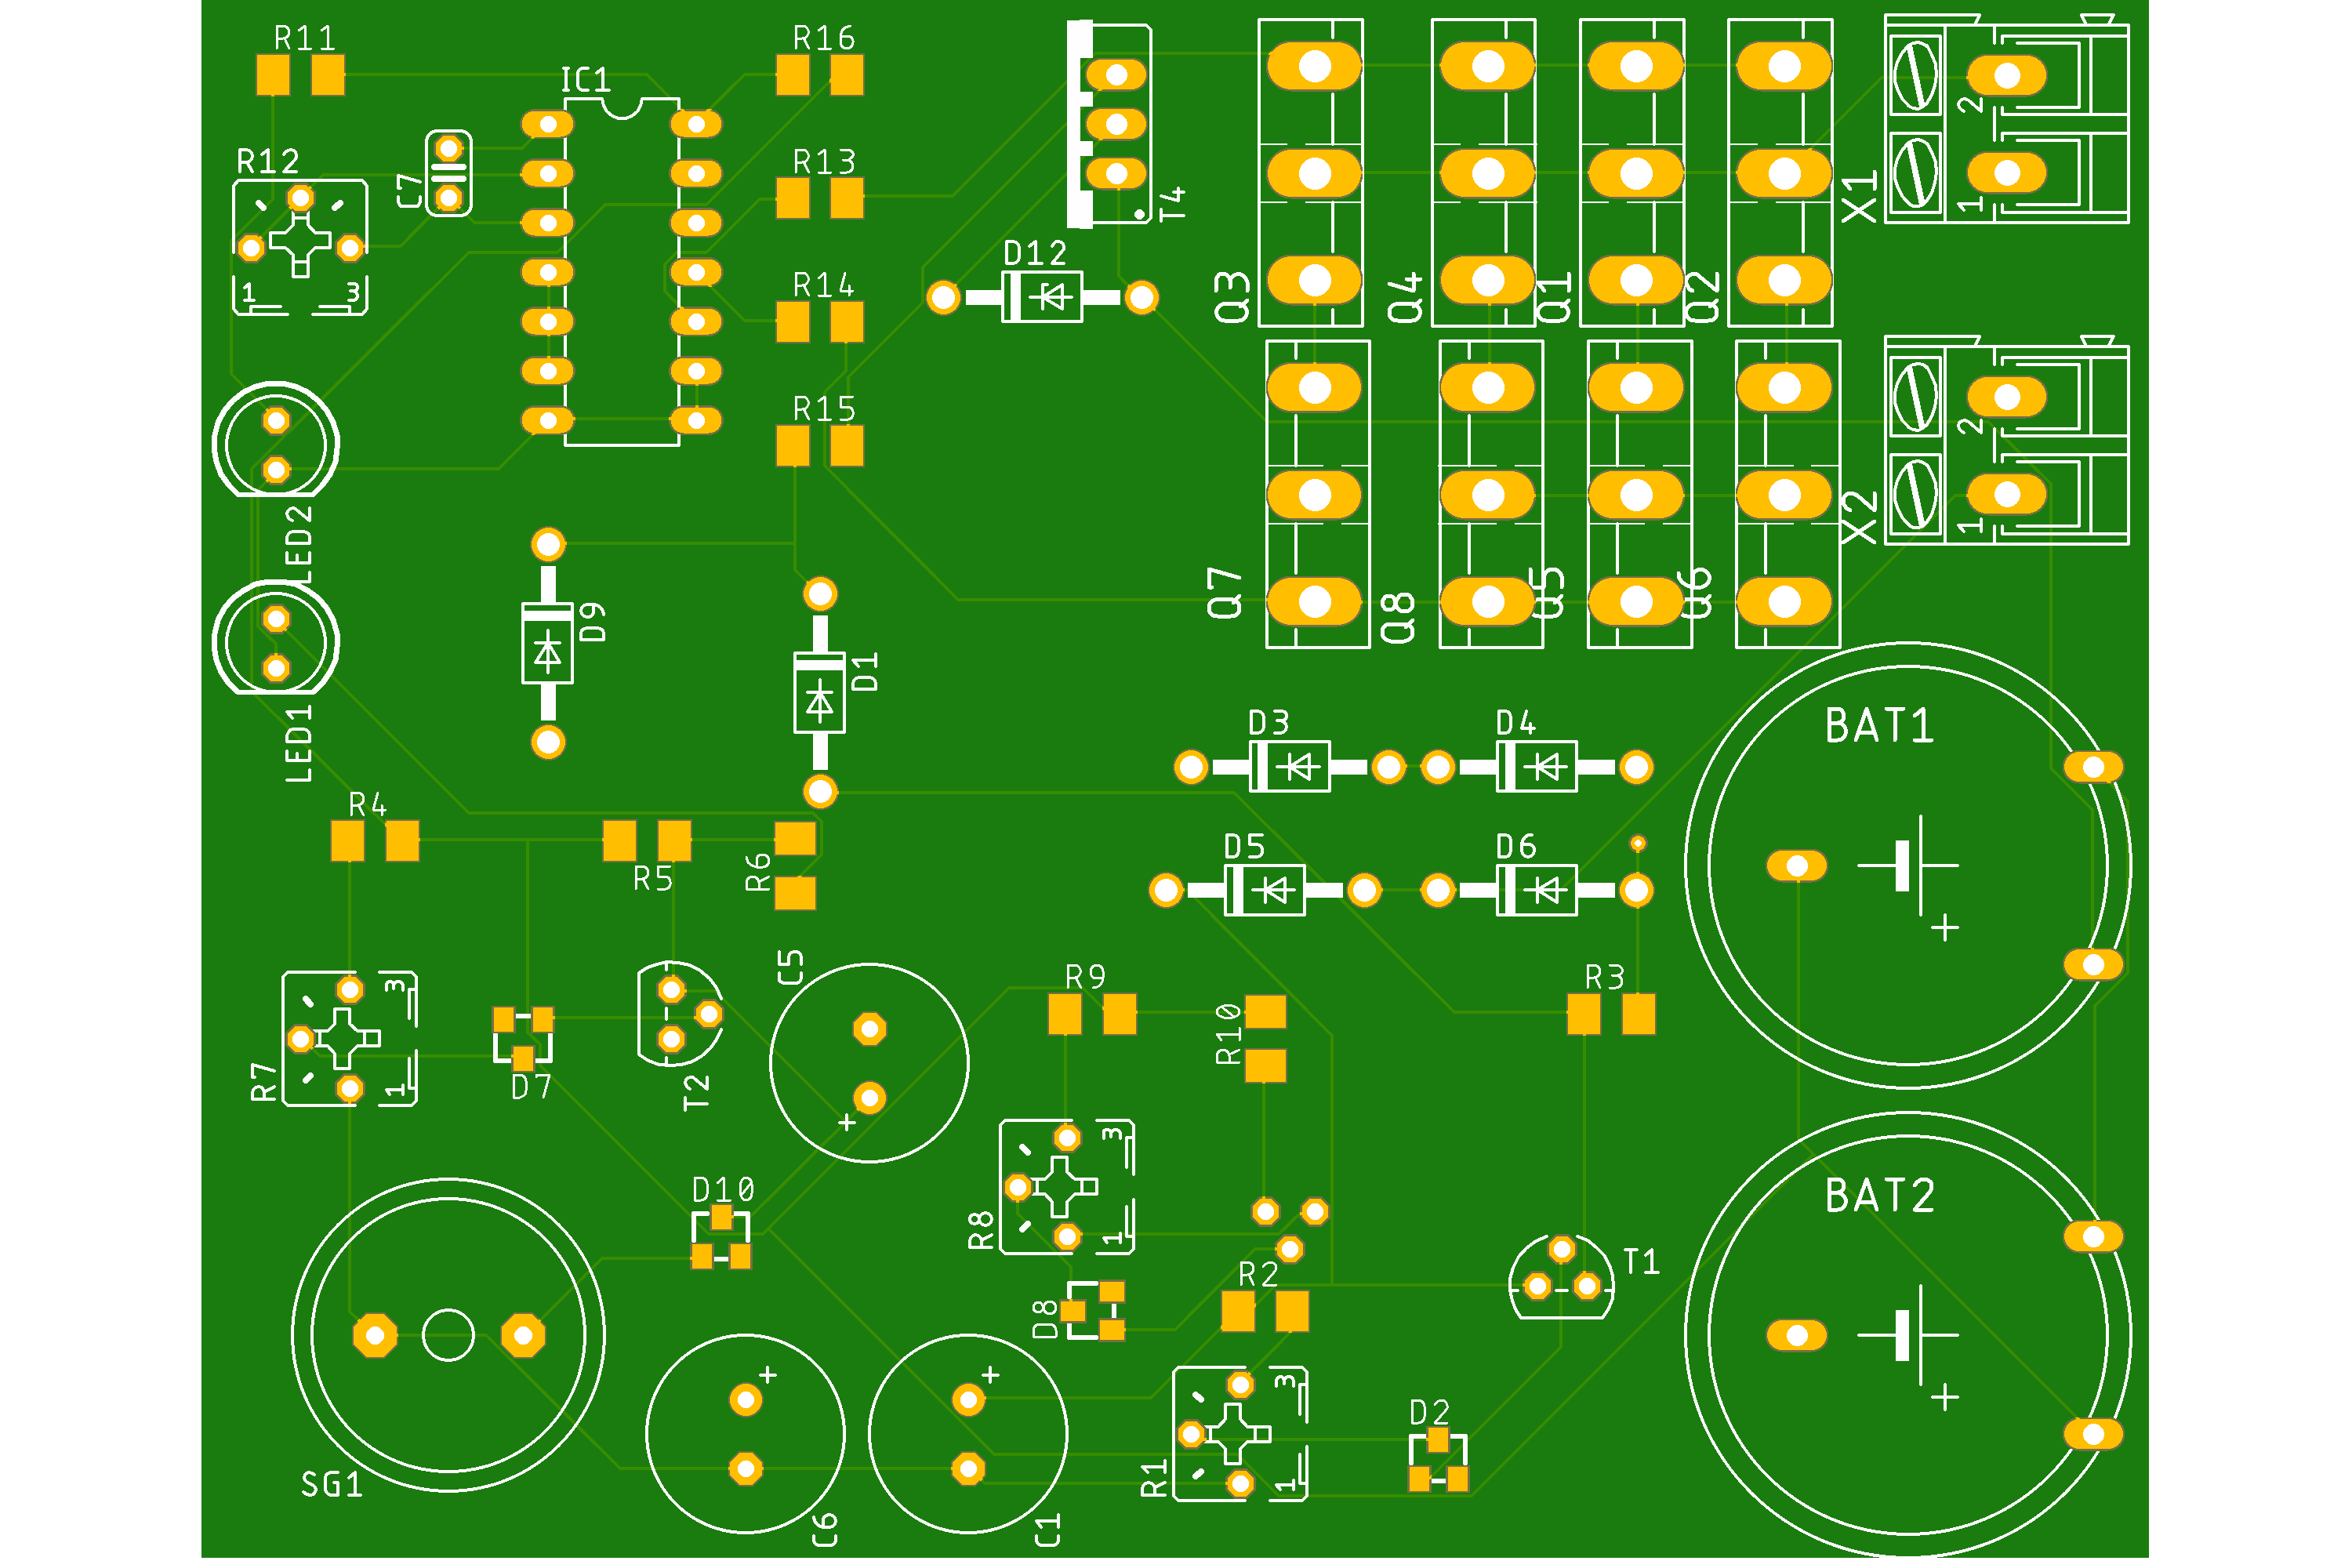 R11
R16
IC1
2
R12
C7
R13
T4
X1
1
1
3
D12
R14
Q3
Q4
Q1
Q2
R15
2
LED2
X2
1
D9
Q7
Q8
Q5
Q6
D1
LED1
D3
D4
BAT1
R4
R5
R6
D5
D6
+
C5
R9
R10
R3
3
R7
1
D7
T2
+
3
R8
1
D10
BAT2
T1
R2
D8
+
+
3
+
D2
SG1
R1
1
C6
C1